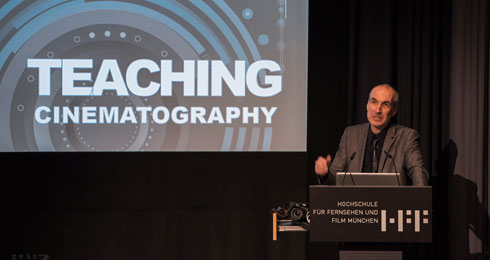 TEACHING
CINEMATOGRAPHY
HOCHSCHULE
FÜR FERNSEHEN UND
FILM MÜNCHEN
HFF